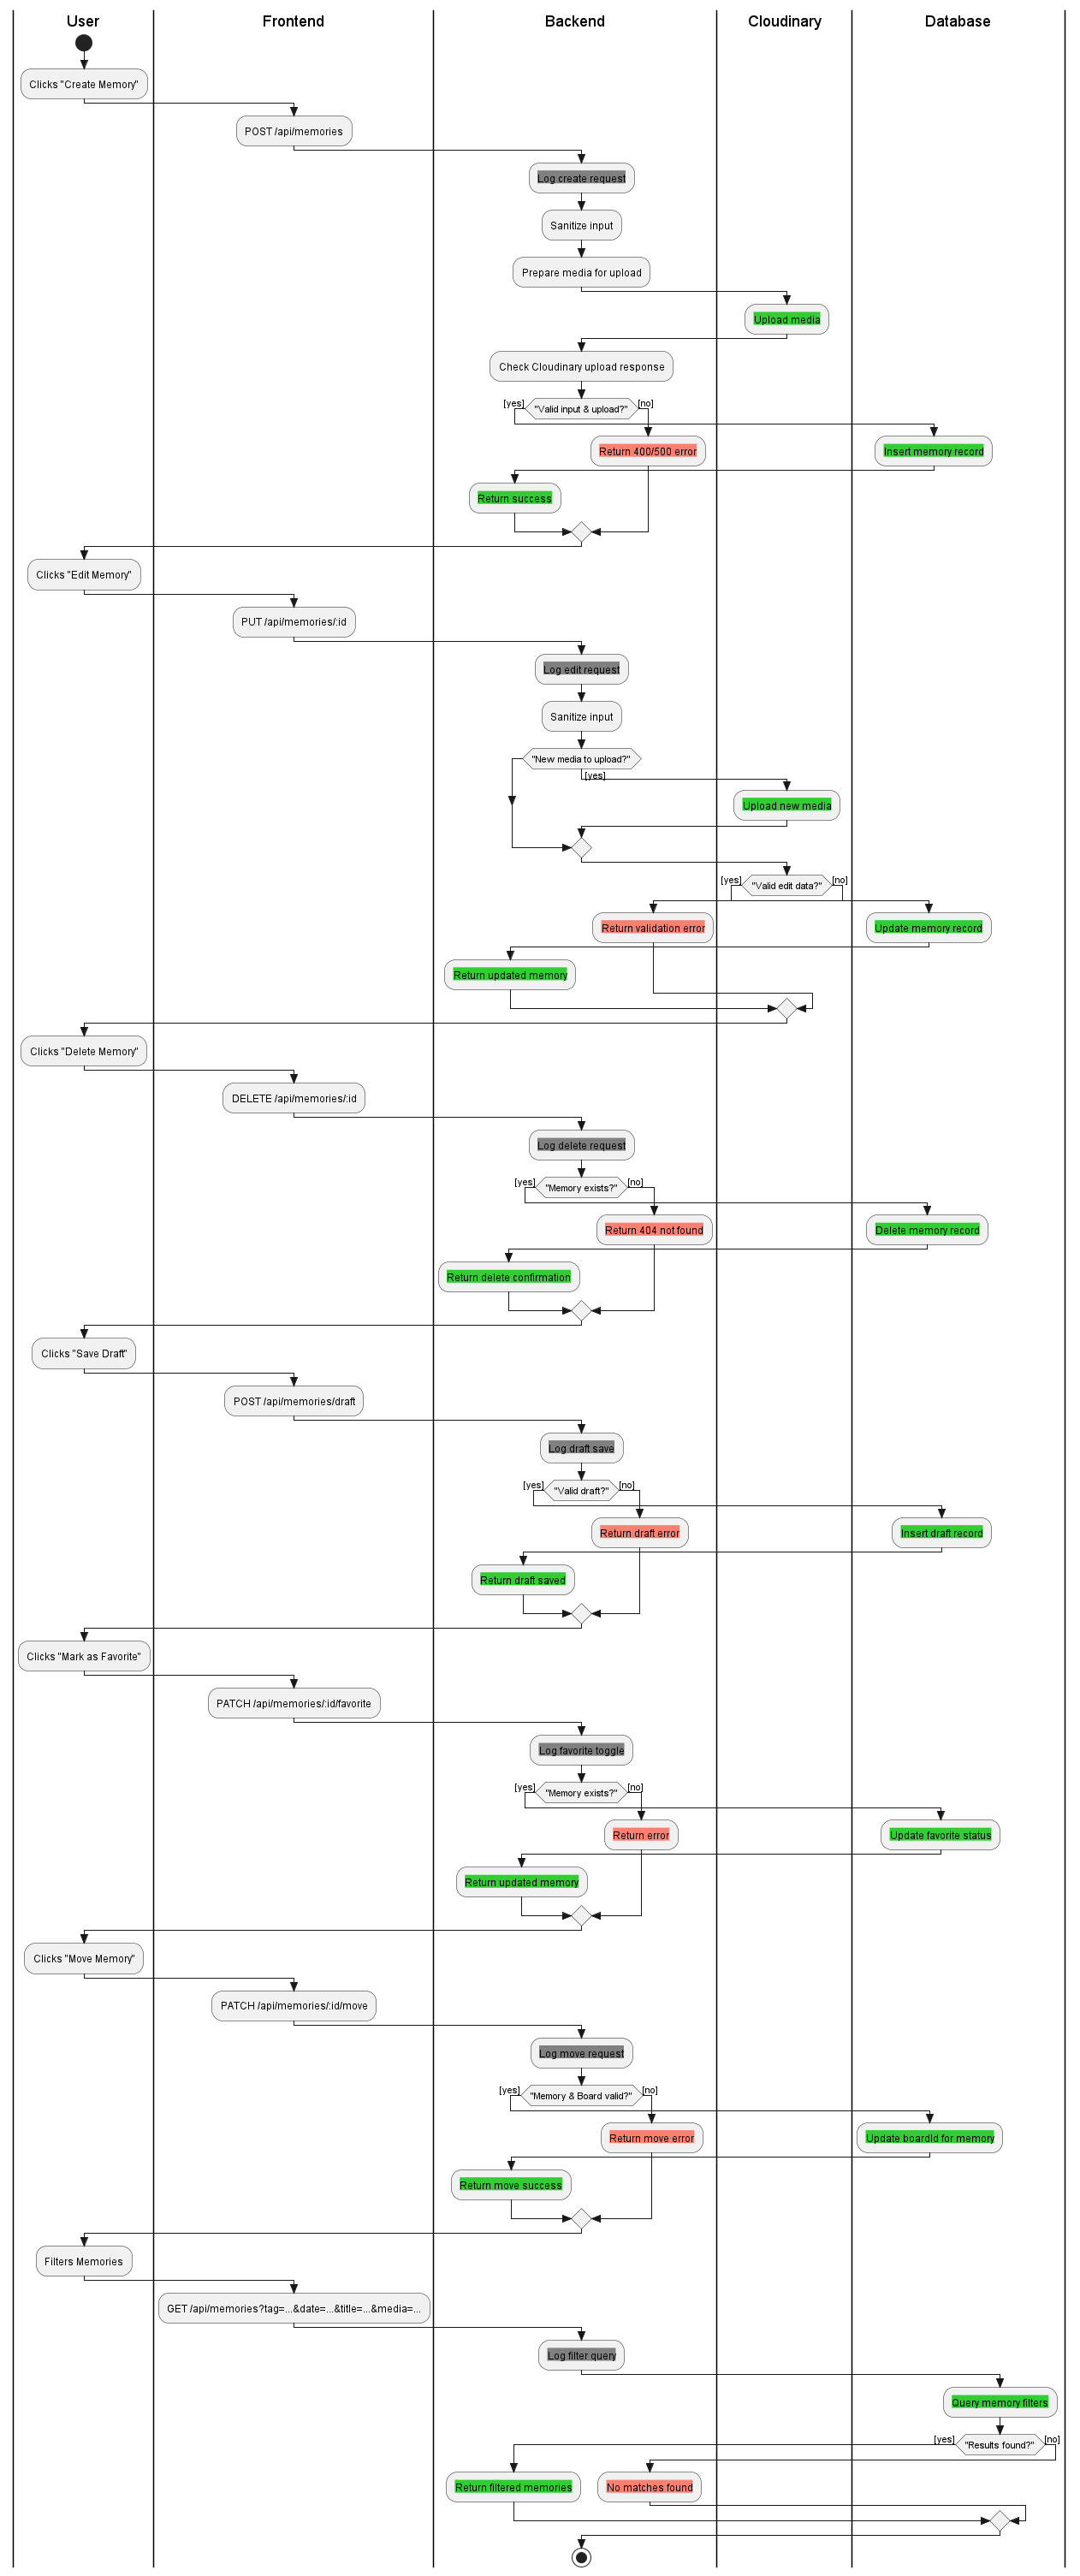 User
Frontend
Backend
Cloudinary
Database
Clicks "Create Memory"
POST /api/memories
Log create request
Sanitize input
Prepare media for upload
Upload media
Check Cloudinary upload response
[yes]
"Valid input & upload?"
[no]
Return 400/500 error
Insert memory record
Return success
Clicks "Edit Memory"
PUT /api/memories/:id
Log edit request
Sanitize input
"New media to upload?"
[yes]
Upload new media
[yes]
"Valid edit data?"
[no]
Return validation error
Update memory record
Return updated memory
Clicks "Delete Memory"
DELETE /api/memories/:id
Log delete request
[yes]
"Memory exists?"
[no]
Return 404 not found
Delete memory record
Return delete confirmation
Clicks "Save Draft"
POST /api/memories/draft
Log draft save
[yes]
"Valid draft?"
[no]
Return draft error
Insert draft record
Return draft saved
Clicks "Mark as Favorite"
PATCH /api/memories/:id/favorite
Log favorite toggle
[yes]
"Memory exists?"
[no]
Return error
Update favorite status
Return updated memory
Clicks "Move Memory"
PATCH /api/memories/:id/move
Log move request
[yes]
"Memory & Board valid?"
[no]
Return move error
Update boardId for memory
Return move success
Filters Memories
GET /api/memories?tag=...&date=...&title=...&media=...
Log filter query
Query memory filters
[yes]
"Results found?"
[no]
Return filtered memories
No matches found